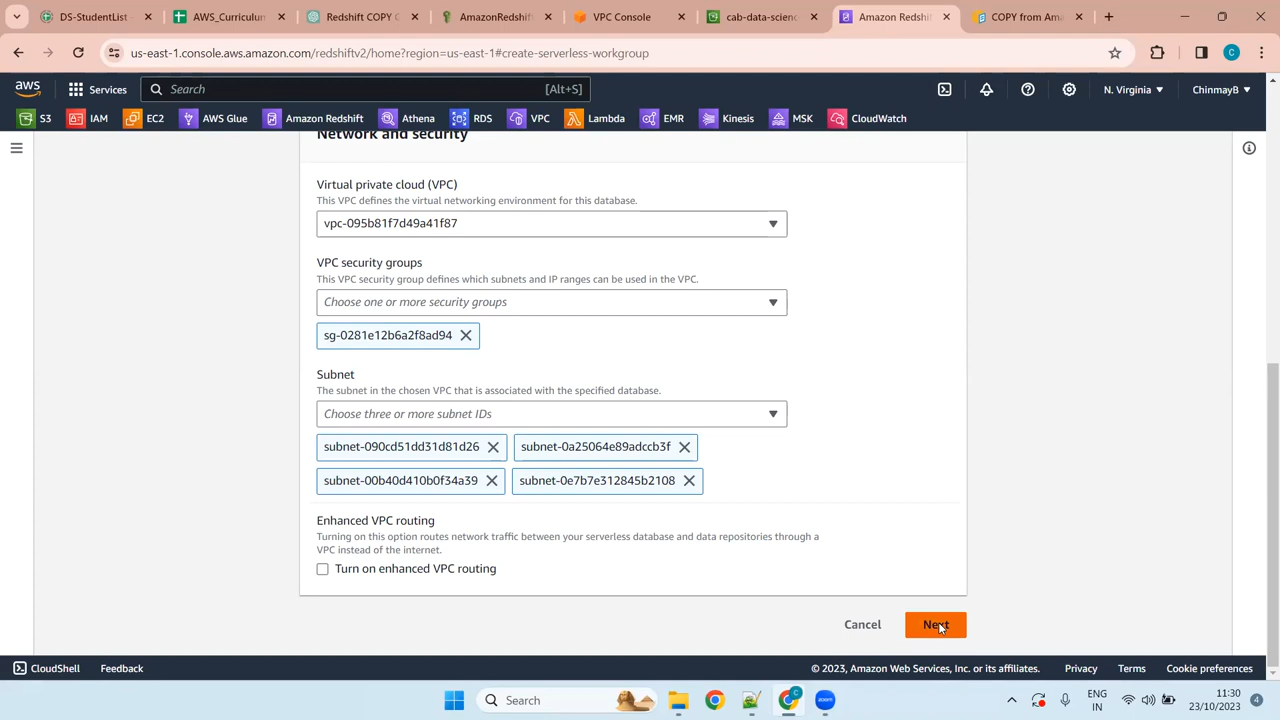 DS-StudentList
AWS_Curriculum
Redshift COPY C
AmazonRedshift
VPC Console
cab-data-scienc
Amazon Redshift
COPY from Ama
us-east-1.console.aws.amazon.com/redshiftv2/home?region=us-east-1#create-serverless-workgroup
C
aws
Services
Search
[Alt+S]
N. Virginia
ChinmayB
S3
IAM
EC2
AWS Glue
Amazon Redshift
Athena
RDS
VPC
Lambda
EMR
Kinesis
MSK
CloudWatch
Network and security
Virtual private cloud (VPC)
This VPC defines the virtual networking environment for this database.
vpc-095b81f7d49a41f87
VPC security groups
This VPC security group defines which subnets and IP ranges can be used in the VPC.
Choose one or more security groups
sg-0281e12b6a2f8ad94
Subnet
The subnet in the chosen VPC that is associated with the specified database.
Choose three or more subnet IDs
subnet-090cd51dd31d81d26
subnet-0a25064e89adccb3f
subnet-00b40d410b0f34a39
subnet-0e7b7e312845b2108
Enhanced VPC routing
Turning on this option routes network traffic between your serverless database and data repositories through a
VPC instead of the internet.
Turn on enhanced VPC routing
Cancel
Next
CloudShell
Feedback
© 2023, Amazon Web Services, Inc. or its affiliates.
Privacy
Terms
Cookie preferences
Search
ENG
IN
11:30
23/10/2023
4